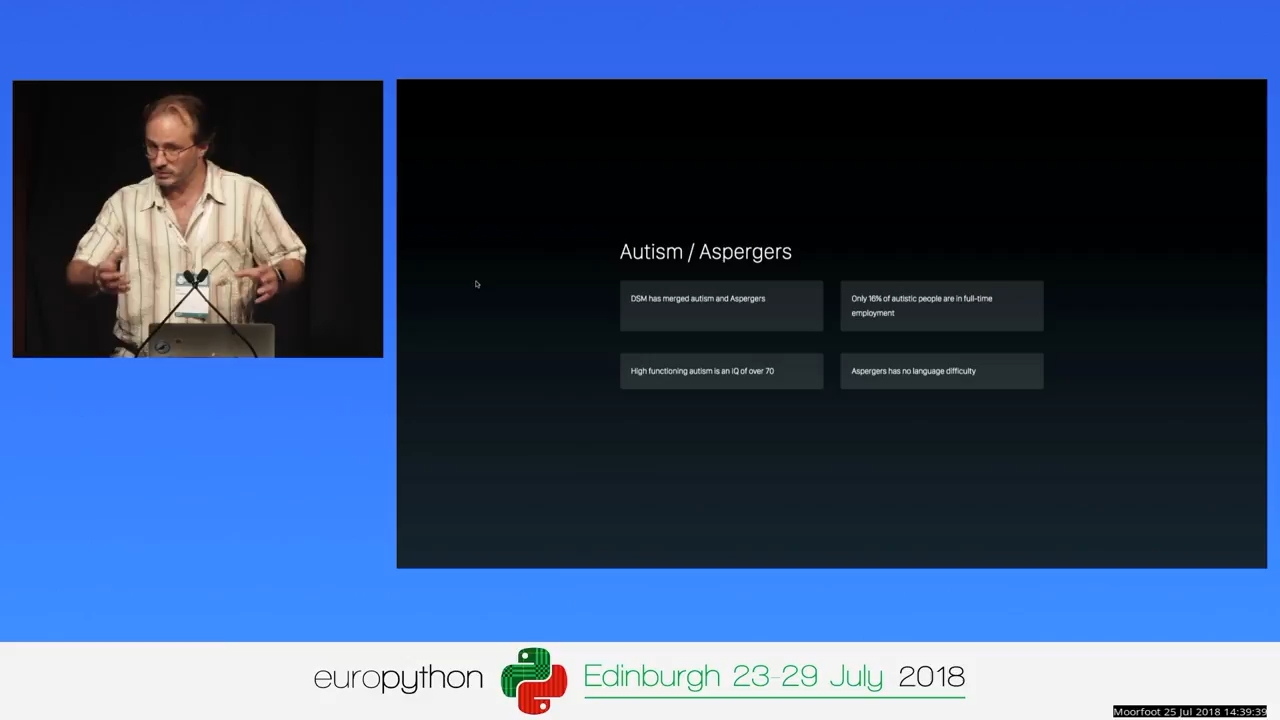 Autism / Aspergers
DSM has merged autism and Aspergers
Only 16% of autistic people are in full-time
employment
High functioning autism is an IQ of over 70
Aspergers has no language difficulty
europython
Edinburgh 23-29 July 2018
Moorfoot 25 Jul 2018 14:39:39